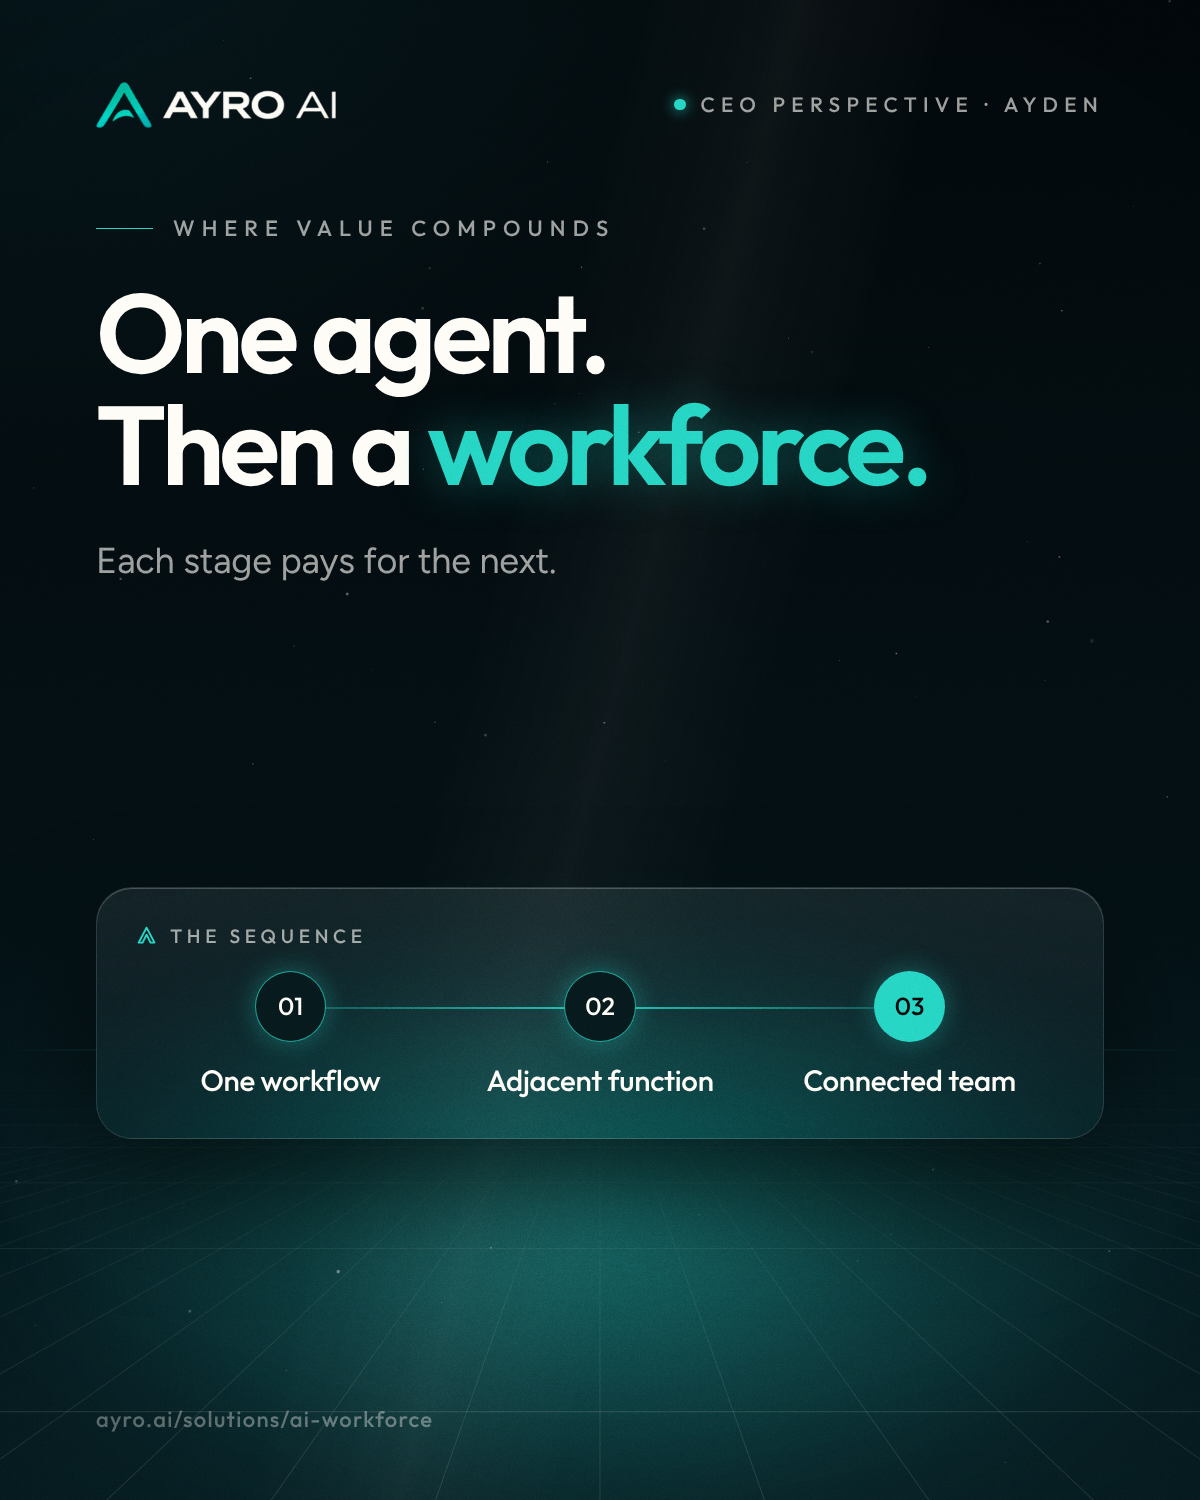 AYRO AI
CEO PERSPECTIVE · AYDEN
WHERE VALUE COMPOUNDS
One agent.
Then a workforce.
Each stage pays for the next.
THE SEQUENCE
01
02
03
One workflow
Adjacent function
Connected team
ayro.ai/solutions/ai-workforce